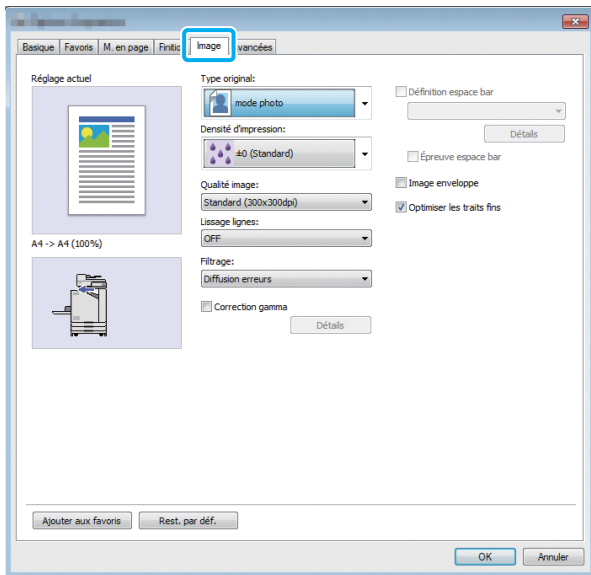 Basique Favoris M. en page Image
Réglage actuel
A4 -> A4 (100%)
Type original:
mode photo
Densité d'impression:
±0 (Standard)
Qualité image:
Standard (300x300dpi)
Lissage lignes:
OFF
Filtrage:
Diffusion erreurs
Correction gamma
Détails
Définition espace bar
Détails
Épreuve espace bar
Image enveloppe
Optimiser les traits fins
Ajouter aux favoris Rest. par déf.
OK Annuler